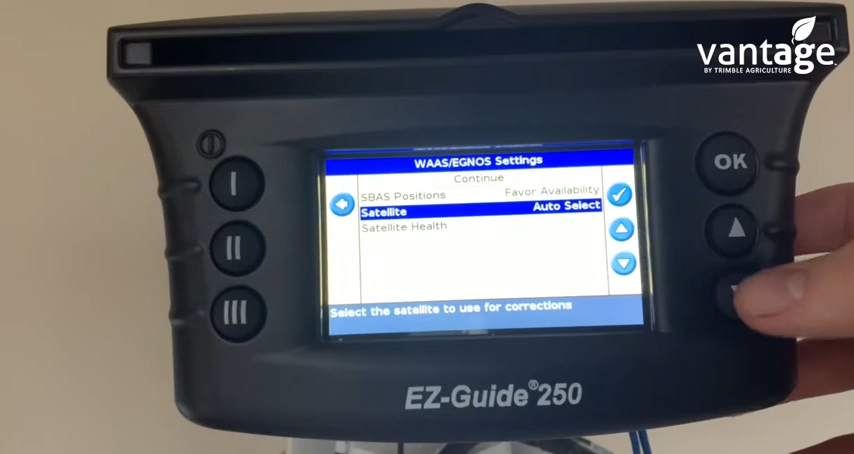 vantage
BY TRIMBLE AGRICULTURE
OK
I
II
III
WAAS/EGNOS Settings
Continue
SBAS Positions Favor Availability
Satellite Auto Select
Satellite Health
Select the satellite to use for corrections
EZ-Guide®250